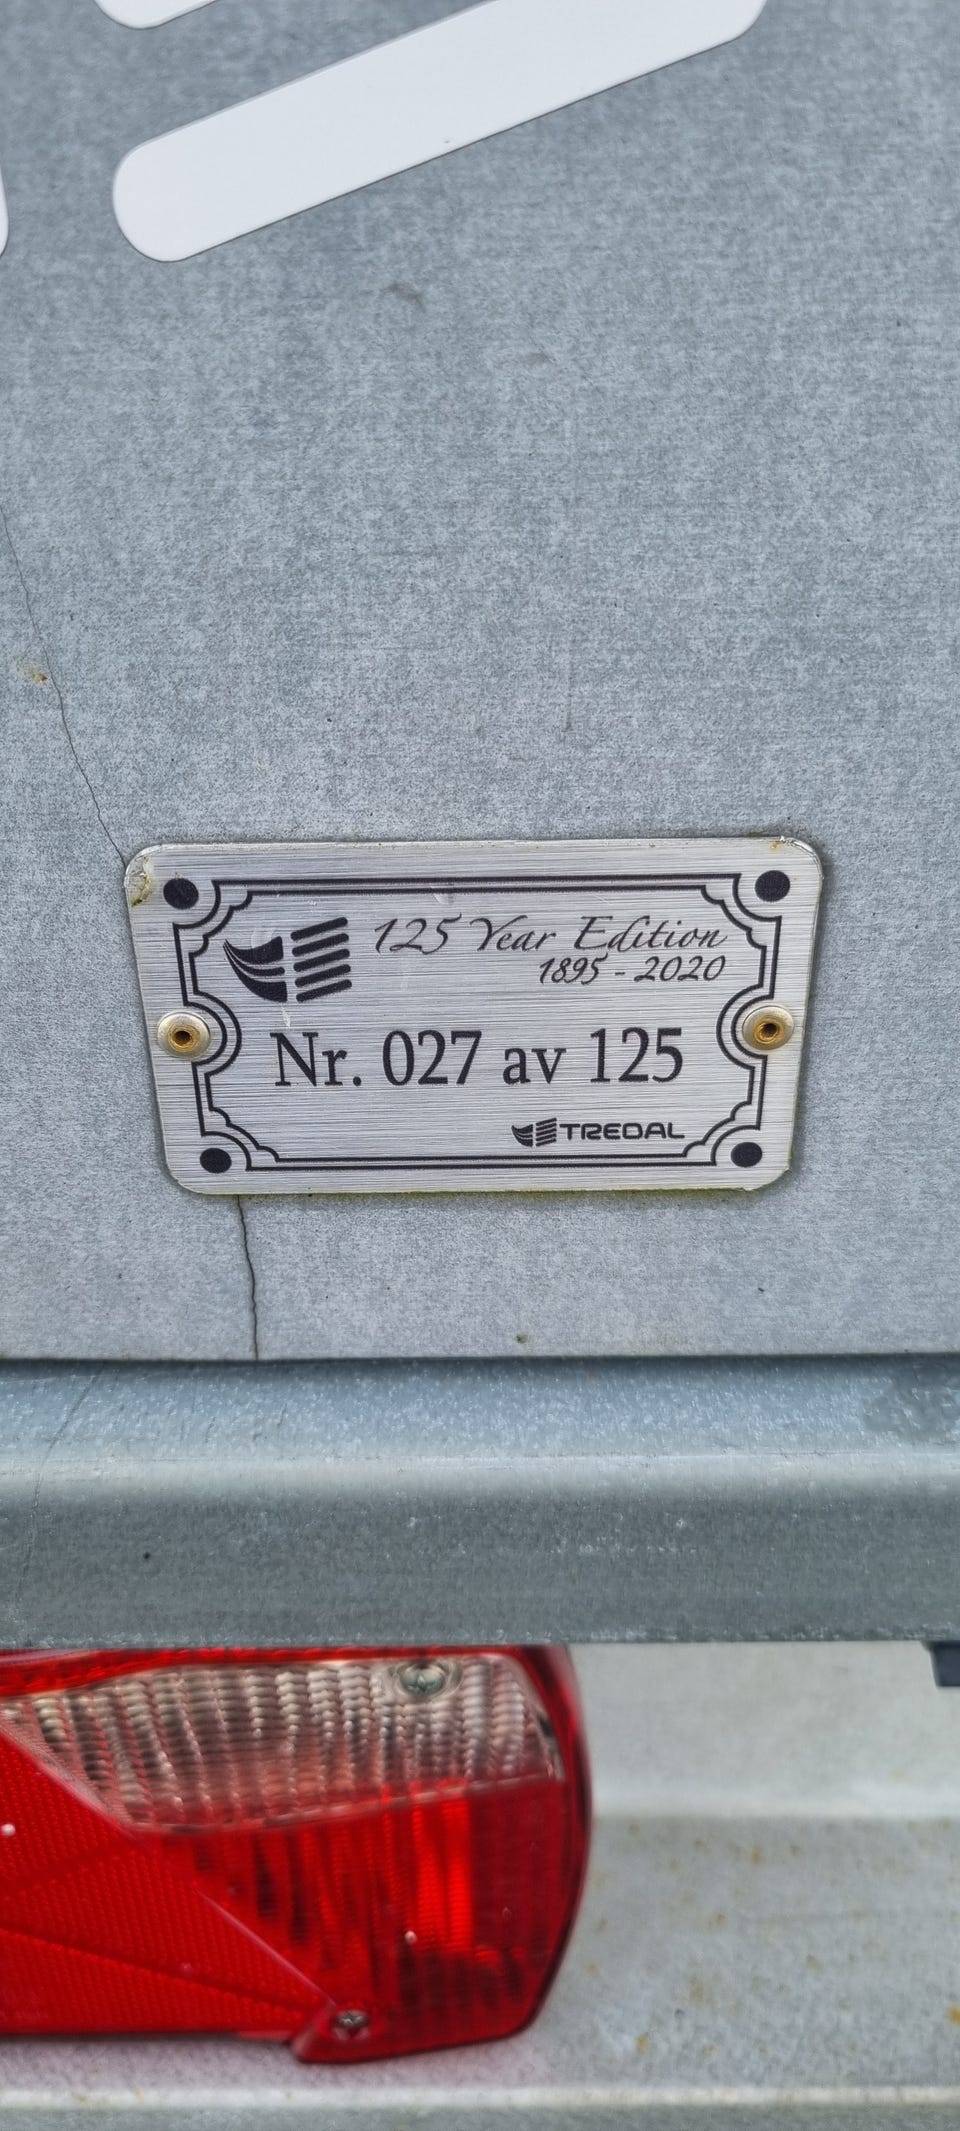 125 Year Edition
1895 - 2020
Nr. 027 av 125
TREDAL